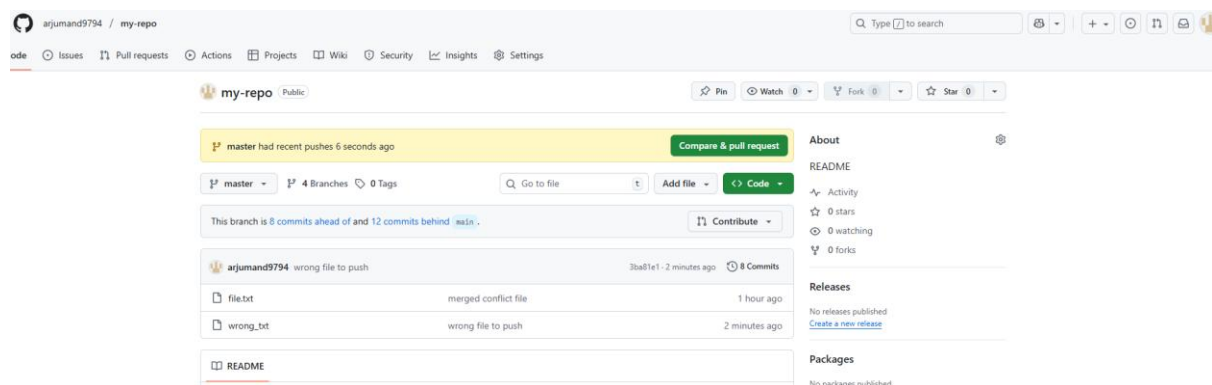 arjumand9794 / my-repo
Q Type / to search
ode Issues Pull requests Actions Projects Wiki Security Insights Settings
my-repo Public
Pin Watch 0 Fork 0 Star 0
master had recent pushes 6 seconds ago Compare & pull request
About
README
master 4 Branches 0 Tags Go to file t Add file <> Code
Activity
0 stars
0 watching
0 forks
This branch is 8 commits ahead of and 12 commits behind main . Contribute
arjumand9794 wrong file to push 3ba81e1 · 2 minutes ago 8 Commits
file.txt merged conflict file 1 hour ago
wrong_txt wrong file to push 2 minutes ago
README
Releases
No releases published
Create a new release
Packages
No packages published